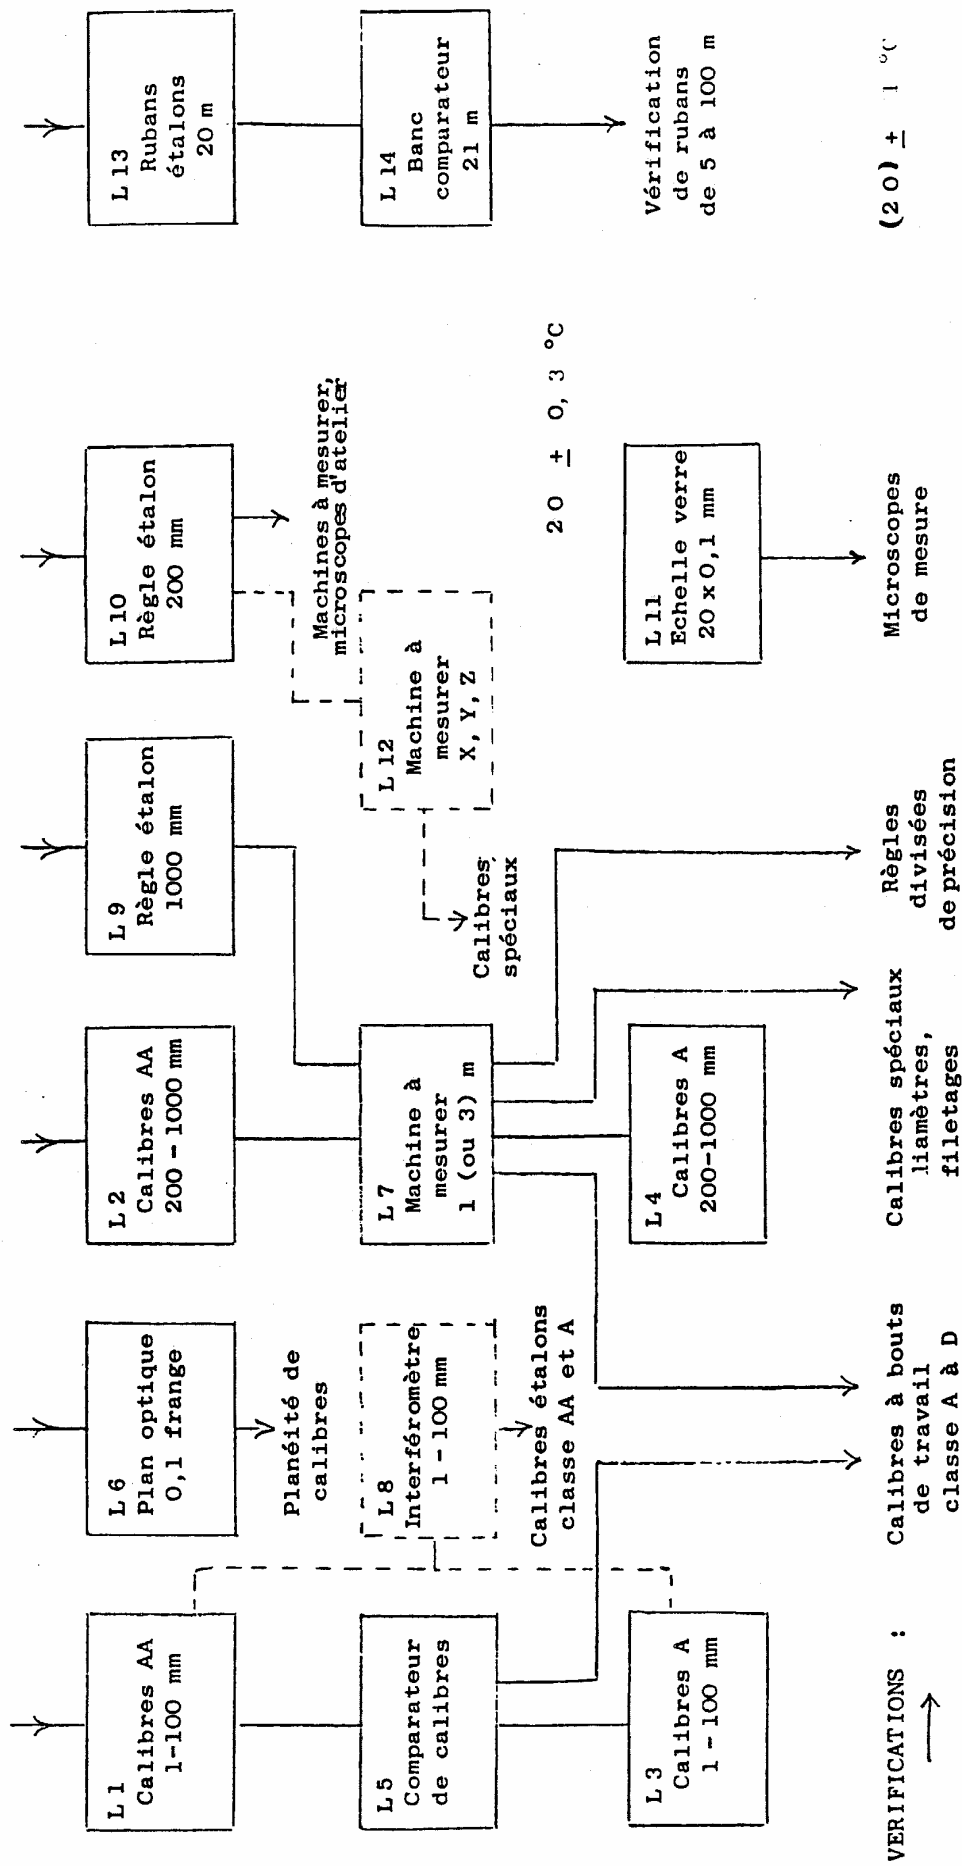 L 1
Calibres AA
1-100 mm
L 6
Plan optique
0,1 frange
L 2
Calibres AA
200-1000 mm
L 9
Règle étalon
1000 mm
L 10
Règle étalon
200 mm
L 13
Rubans
étalons
20 m
Planéité de
calibres
Machines à mesurer,
microscopes d'atelier
L 5
Comparateur
de calibres
L 8
Interféromètre
1-100 mm
L 7
Machine à
mesurer
1 (ou 3) m
L 12
Machine à
mesurer
X, Y, Z
L 14
Banc
comparateur
21 m
Calibres
spéciaux
Calibres étalons
classe AA et A
20 ± 0,3 °C
L 3
Calibres A
1-100 mm
L 4
Calibres A
200-1000 mm
L 11
Echelle verre
20 x 0,1 mm
Vérification
de rubans
de 5 à 100 m
VERIFICATIONS :
Calibres à bouts
de travail
classe A à D
Calibres spéciaux
liamètres,
filetages
Règles
divisées
de précision
Microscopes
de mesure
(20) ± 1 °C